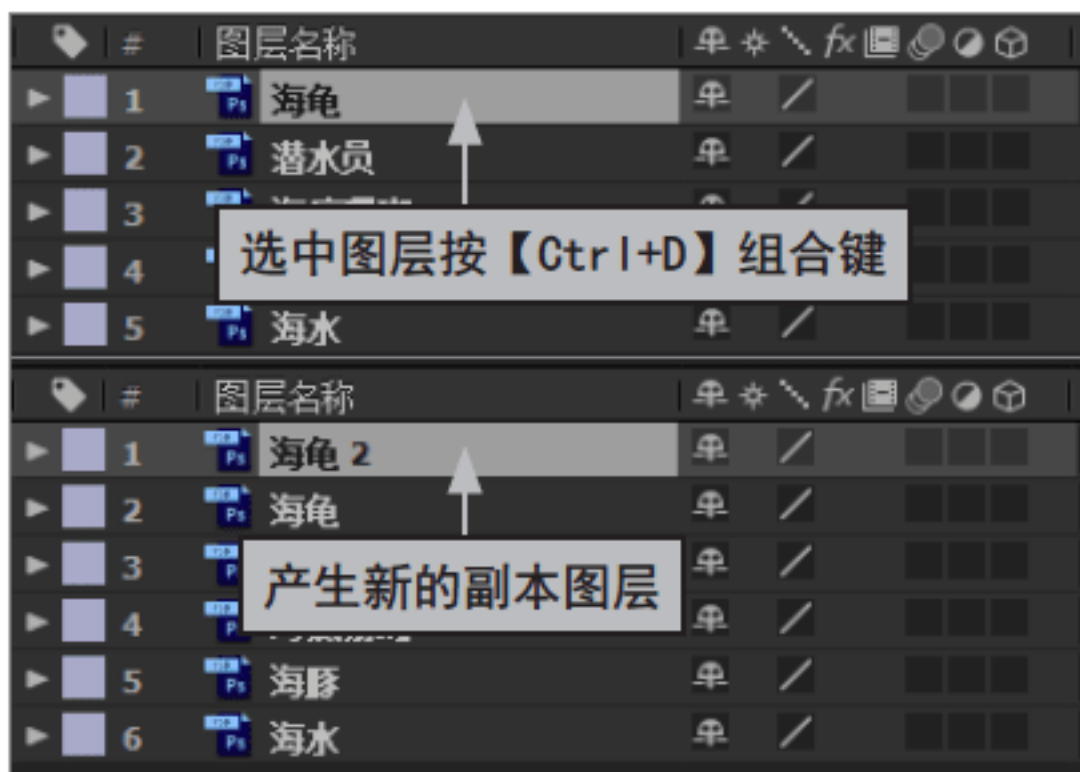 # 图层名称 fx
1 海龟
2 潜水员
3
选中图层按【Ctrl+D】组合键
4
5 海水
# 图层名称 fx
1 海龟 2
2 海龟
3
产生新的副本图层
4
5 海豚
6 海水